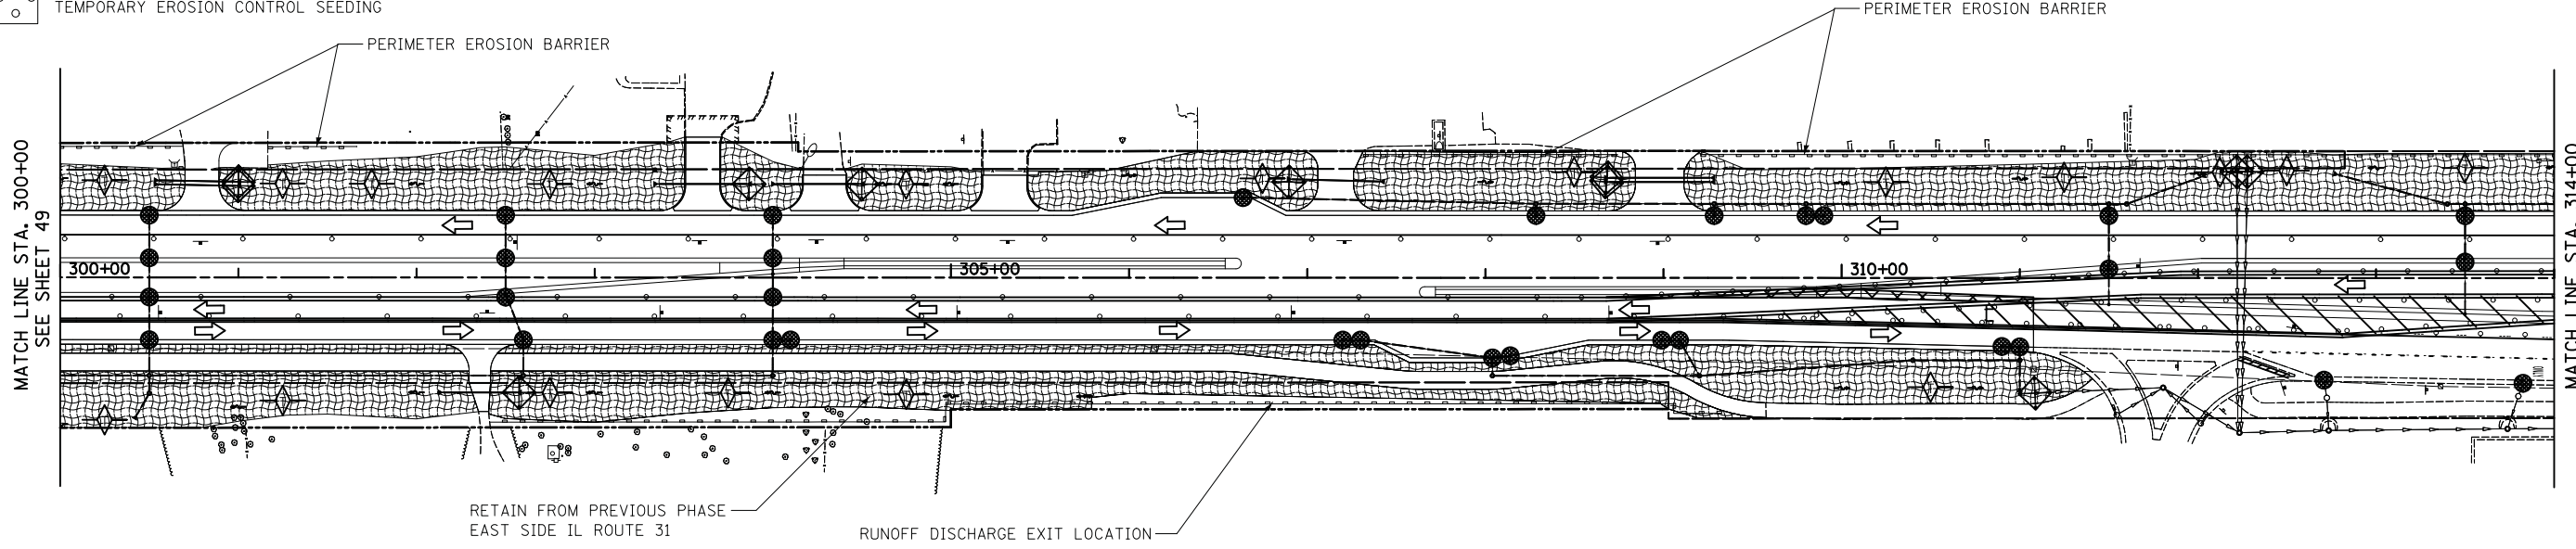 TEMPORARY EROSION CONTROL SEEDING
PERIMETER EROSION BARRIER
PERIMETER EROSION BARRIER
MATCH LINE STA. 300+00
SEE SHEET 49
300+00
305+00
310+00
MATCH LINE STA. 314+00
RETAIN FROM PREVIOUS PHASE
EAST SIDE IL ROUTE 31
RUNOFF DISCHARGE EXIT LOCATION